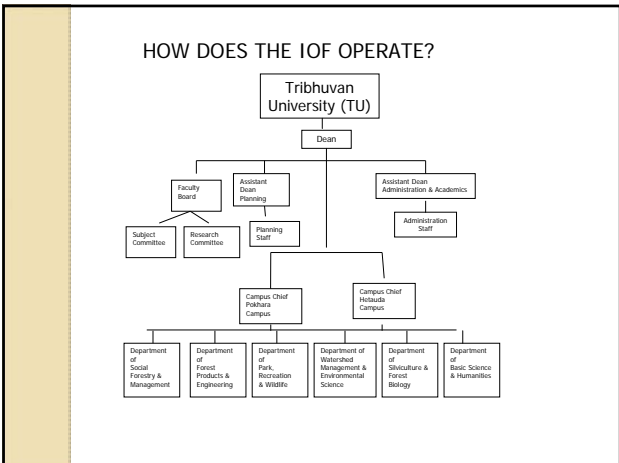 HOW DOES THE IOF OPERATE?
Tribhuvan
University (TU)
Dean
Faculty
Board
Assistant
Dean
Planning
Assistant Dean
Administration & Academics
Subject
Committee
Research
Committee
Planning
Staff
Administration
Staff
Campus Chief
Pokhara
Campus
Campus Chief
Hetauda
Campus
Department
of
Social
Forestry &
Management
Department
of
Forest
Products &
Engineering
Department
of
Park,
Recreation
& Wildlife
Department of
Watershed
Management &
Environmental
Science
Department
of
Silviculture &
Forest
Biology
Department
of
Basic Science
& Humanities